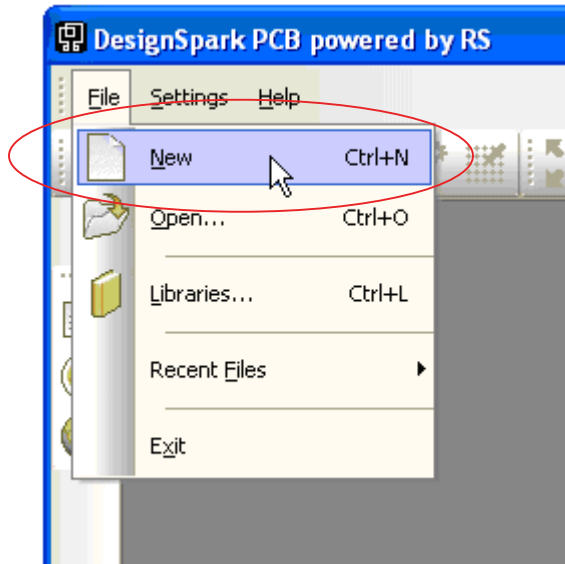 DesignSpark PCB powered by RS
File Settings Help
New Ctrl+N
Open... Ctrl+O
Libraries... Ctrl+L
Recent Files
Exit